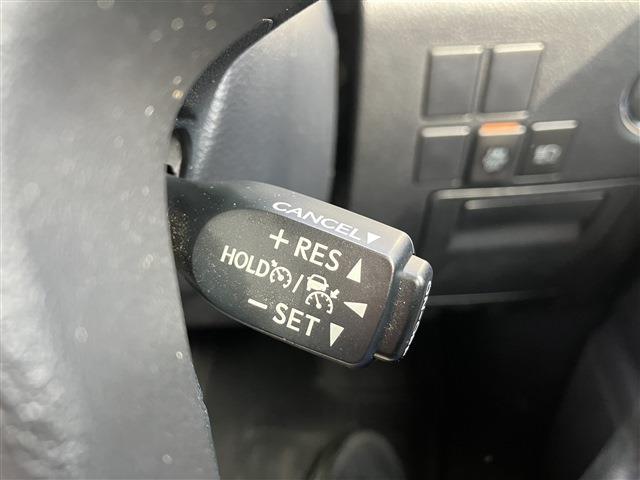 CANCEL
+ RES
HOLD /
− SET